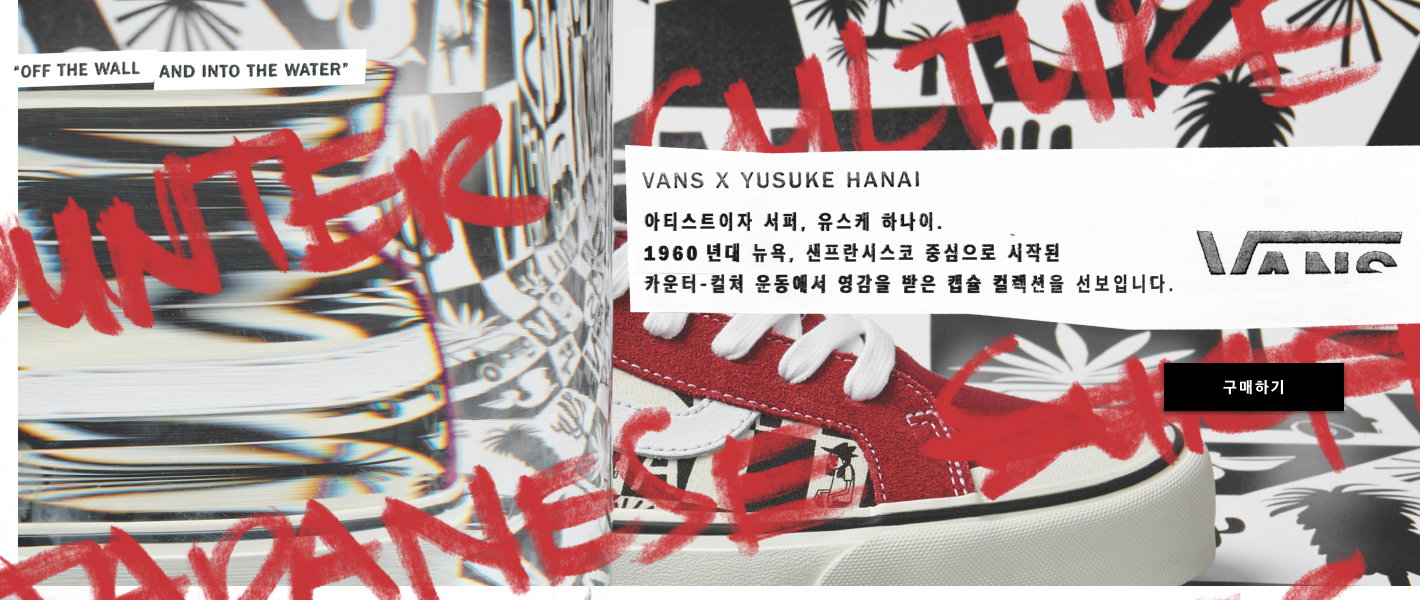 “OFF THE WALL AND INTO THE WATER”
UNTER
CULTURE
VANS X YUSUKE HANAI
아티스트이자 서퍼, 유스케 하나이.
1960 년대 뉴욕, 샌프란시스코 중심으로 시작된
카운터-컬쳐 운동에서 영감을 받은 캡슐 컬렉션을 선보입니다.
VANS
구매하기
JAPANESE